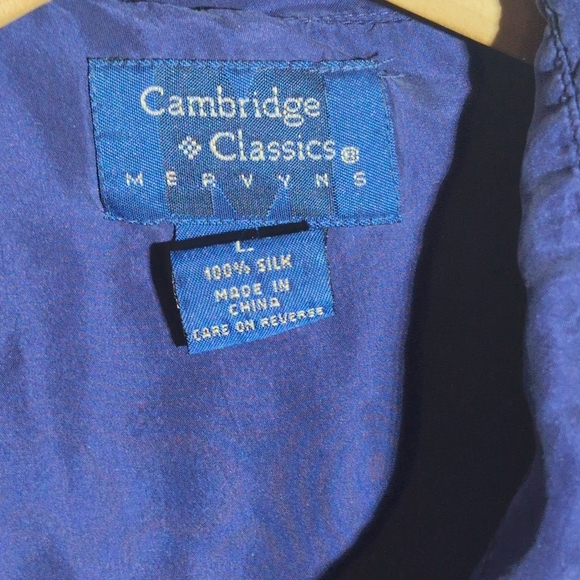 Cambridge
Classics®
MERVYNS
L.
100% SILK
MADE IN
CHINA
CARE ON REVERSE